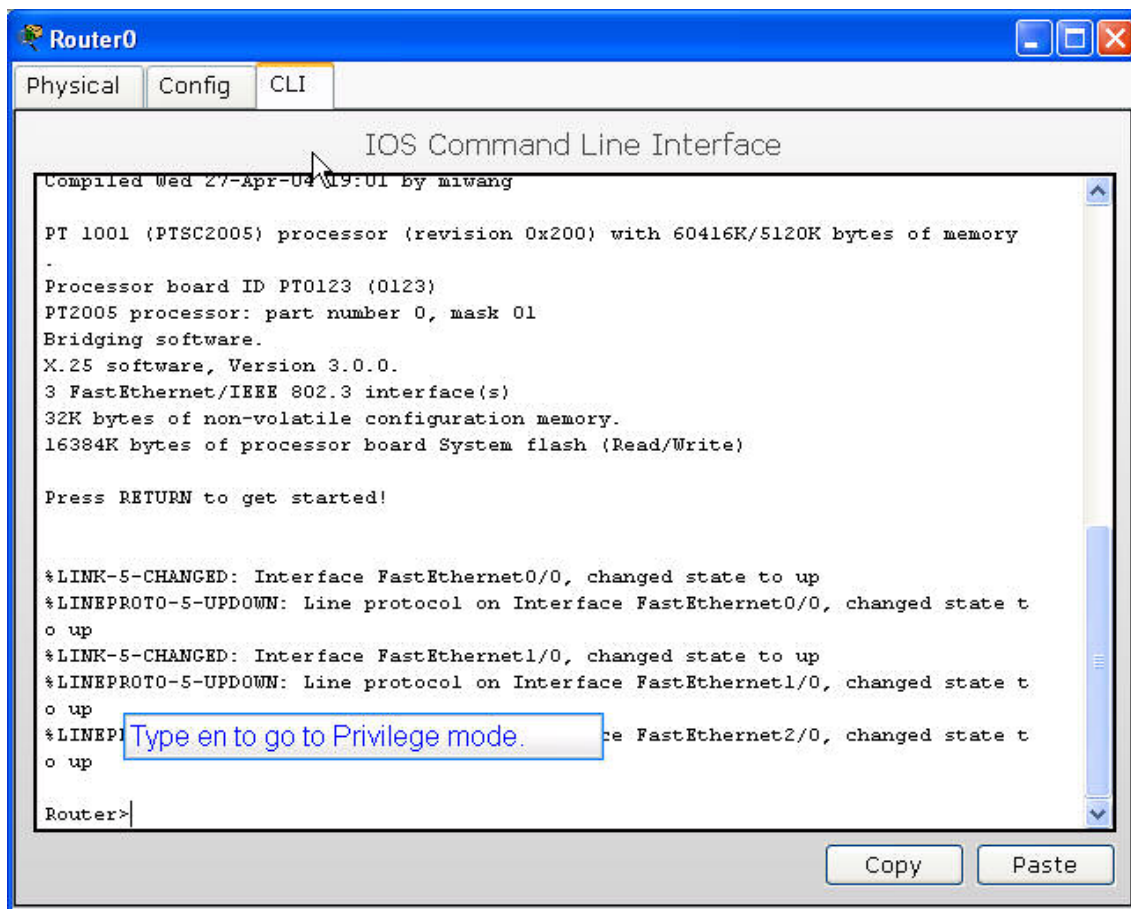 Router0
Physical Config CLI
IOS Command Line Interface
Compiled Wed 27-Apr-04 19:01 by miwang
PT 1001 (PTSC2005) processor (revision 0x200) with 60416K/5120K bytes of memory
.
Processor board ID PT0123 (0123)
PT2005 processor: part number 0, mask 01
Bridging software.
X.25 software, Version 3.0.0.
3 FastEthernet/IEEE 802.3 interface(s)
32K bytes of non-volatile configuration memory.
16384K bytes of processor board System flash (Read/Write)
Press RETURN to get started!
%LINK-5-CHANGED: Interface FastEthernet0/0, changed state to up
%LINEPROTO-5-UPDOWN: Line protocol on Interface FastEthernet0/0, changed state t
o up
%LINK-5-CHANGED: Interface FastEthernet1/0, changed state to up
%LINEPROTO-5-UPDOWN: Line protocol on Interface FastEthernet1/0, changed state t
o up
%LINEP
Type en to go to Privilege mode.
ce FastEthernet2/0, changed state t
o up
Router>
Copy Paste